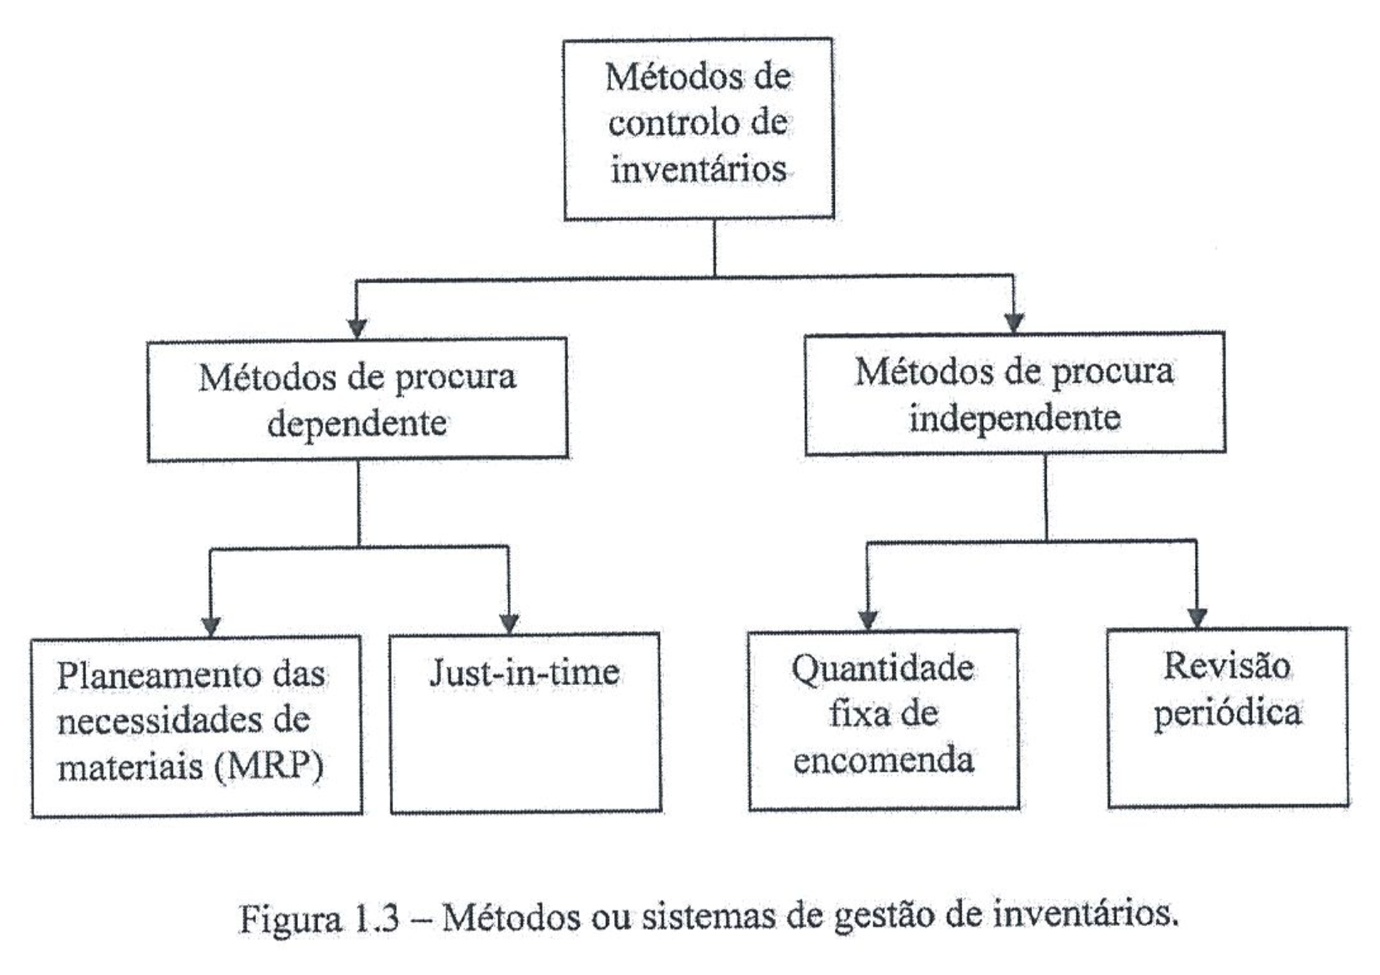 Métodos de
controlo de
inventários
Métodos de procura
dependente
Métodos de procura
independente
Planeamento das
necessidades de
materiais (MRP)
Just-in-time
Quantidade
fixa de
encomenda
Revisão
periódica
Figura 1.3 – Métodos ou sistemas de gestão de inventários.